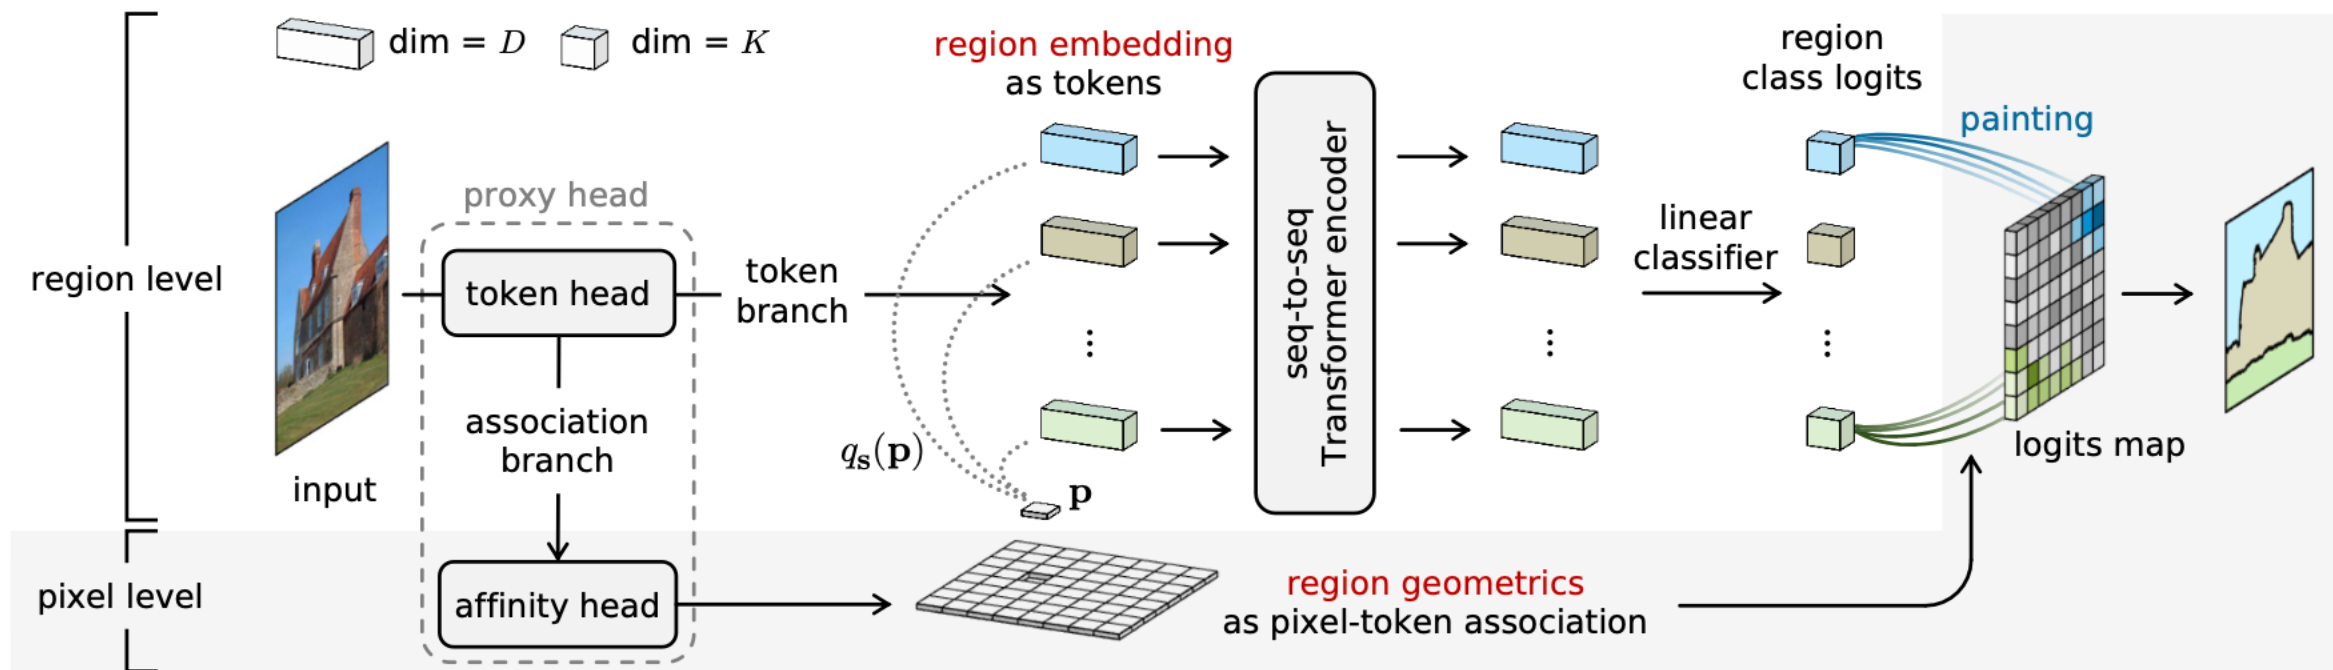 dim = D
dim = K
region embedding
as tokens
region
class logits
painting
proxy head
region level
token head
token
branch
seq-to-seq
Transformer encoder
linear
classifier
association
branch
input
q_s(p)
p
logits map
pixel level
affinity head
region geometrics
as pixel-token association